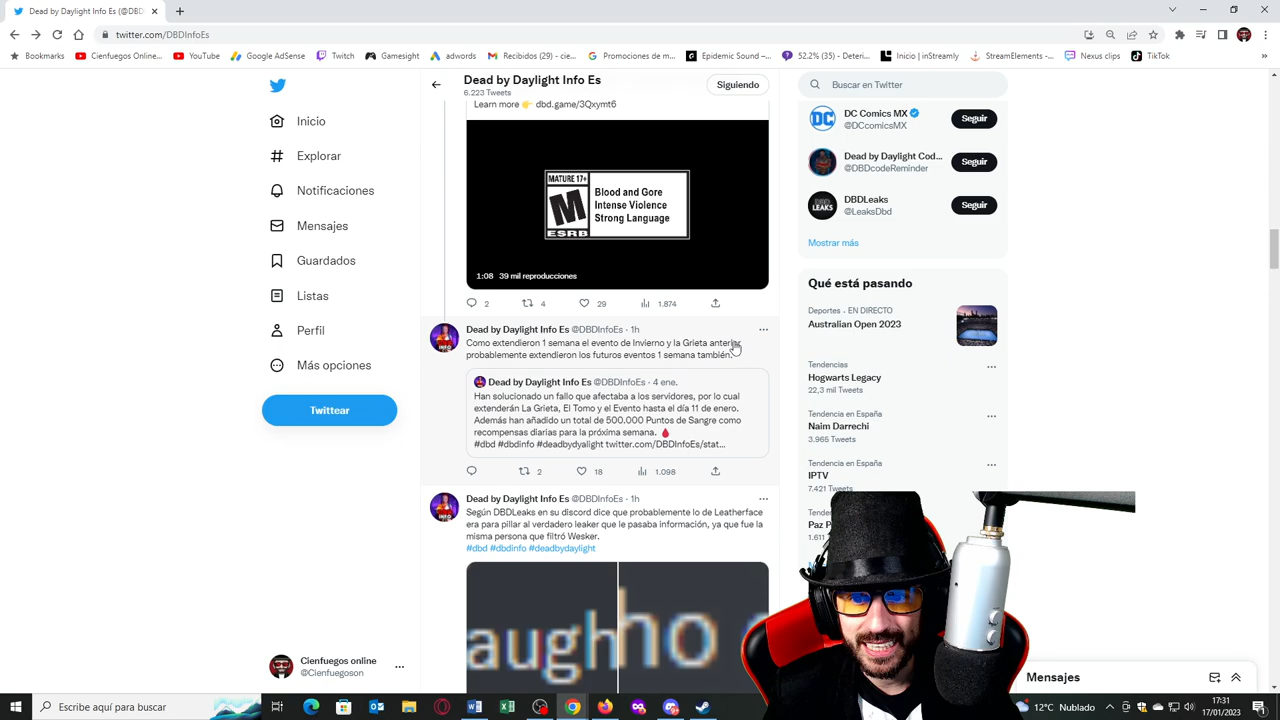 Dead by Daylight Info Es (@DBD
twitter.com/DBDInfoEs
Bookmarks
Cienfuegos Online...
YouTube
Google AdSense
Twitch
Gamesight
adwords
Recibidos (29) - cie...
Promociones de m...
Epidemic Sound –...
52.2% (35) - Deteri...
Inicio | inStreamly
StreamElements -...
Nexus clips
TikTok
Inicio
Explorar
Notificaciones
Mensajes
Guardados
Listas
Perfil
Más opciones
Twittear
Cienfuegos online
@Cienfuegoson
Dead by Daylight Info Es
6.223 Tweets
Siguiendo
Learn more 👉 dbd.game/3Qxymt6
MATURE 17+
M
ESRB
Blood and Gore
Intense Violence
Strong Language
1:08 39 mil reproducciones
2 4 29 1.874
Dead by Daylight Info Es @DBDInfoEs · 1h
Como extendieron 1 semana el evento de Invierno y la Grieta anterior
probablemente extendieron los futuros eventos 1 semana también.
Dead by Daylight Info Es @DBDInfoEs · 4 ene.
Han solucionado un fallo que afectaba a los servidores, por lo cual
extenderán La Grieta, El Tomo y el Evento hasta el día 11 de enero.
Además han añadido un total de 500.000 Puntos de Sangre como
recompensas diarias para la próxima semana. 🩸
#dbd #dbdinfo #deadbydyalight twitter.com/DBDInfoEs/stat...
2 18 1.098
Dead by Daylight Info Es @DBDInfoEs · 1h
Según DBDLeaks en su discord dice que probablemente lo de Leatherface
era para pillar al verdadero leaker que le pasaba información, ya que fue la
misma persona que filtró Wesker.
#dbd #dbdinfo #deadbydaylight
Buscar en Twitter
DC
DC Comics MX
@DCcomicsMX
Seguir
Dead by Daylight Cod...
@DBDcodeReminder
Seguir
DBD
LEAKS
DBDLeaks
@LeaksDbd
Seguir
Mostrar más
Qué está pasando
Deportes · EN DIRECTO
Australian Open 2023
Tendencias
Hogwarts Legacy
22,3 mil Tweets
Tendencia en España
Naim Darrechi
3.965 Tweets
Tendencia en España
IPTV
7.421 Tweets
Paz P
1.611
Mensajes
Escribe aquí para buscar
12°C Nublado
17:31
17/01/2023